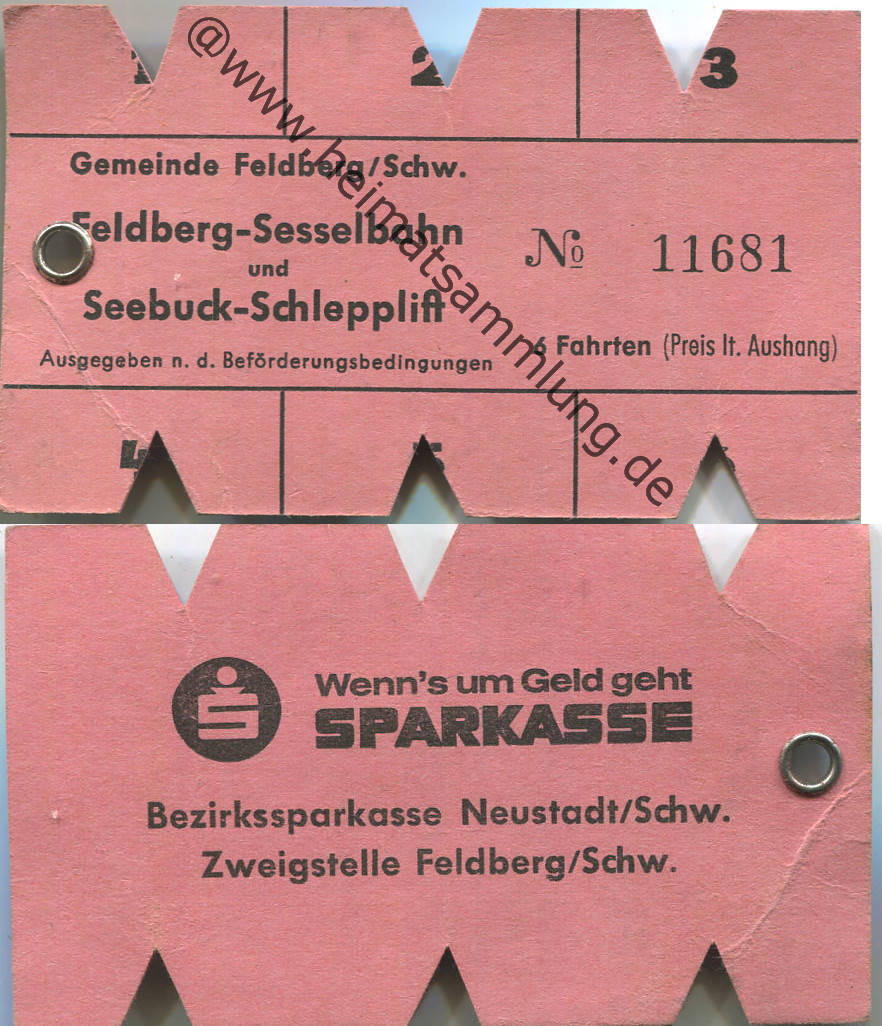 2
3
Gemeinde Feldberg/Schw.
Feldberg-Sesselbahn
und
Seebuck-Schlepplift
Ausgegeben n. d. Beförderungsbedingungen
No 11681
6 Fahrten (Preis lt. Aushang)
4
@www.heimatsammlung.de
Wenn's um Geld geht
SPARKASSE
Bezirkssparkasse Neustadt/Schw.
Zweigstelle Feldberg/Schw.